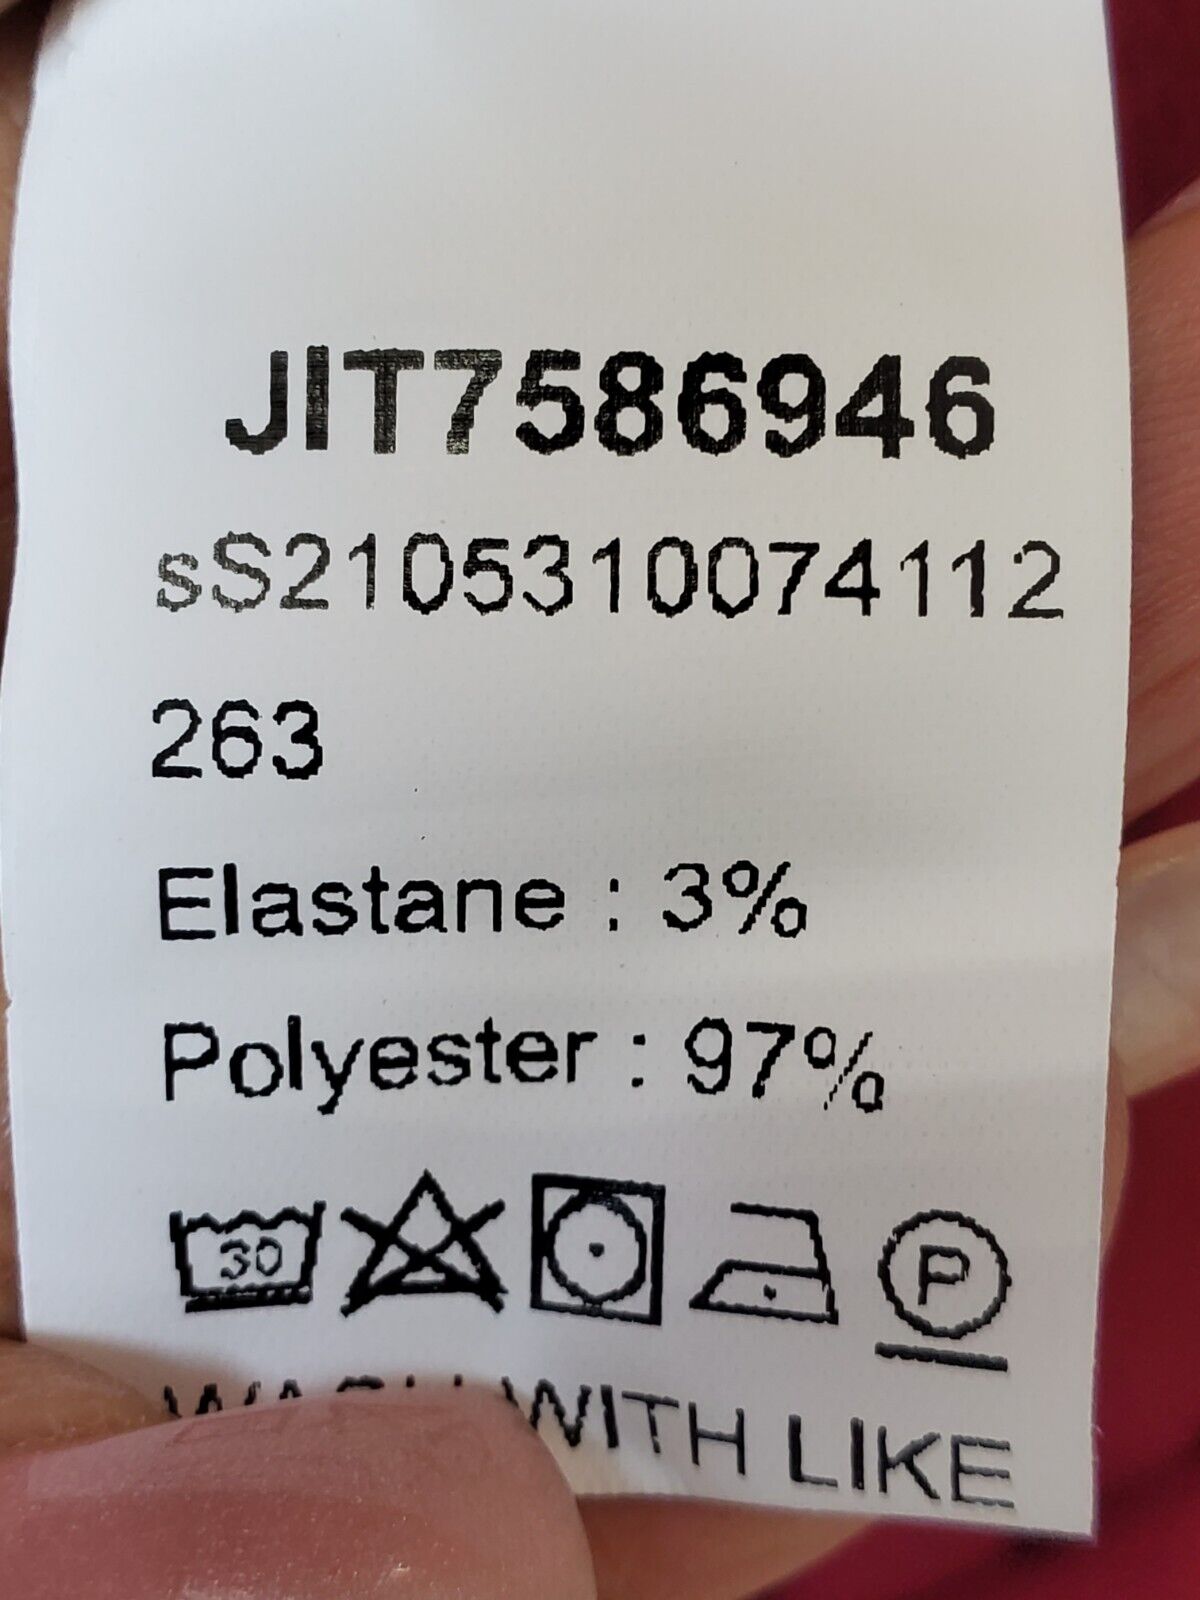 JIT7586946
sS2105310074112
263
Elastane : 3%
Polyester : 97%
30 P
WITH LIKE